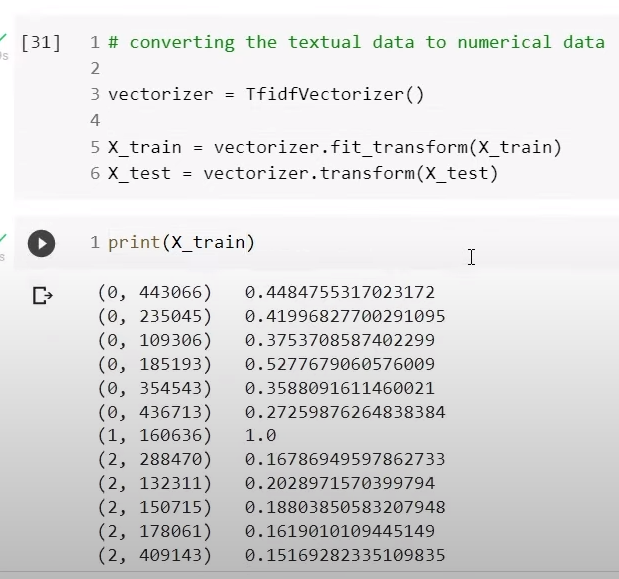 [31] 1 # converting the textual data to numerical data
2
3 vectorizer = TfidfVectorizer()
4
5 X_train = vectorizer.fit_transform(X_train)
6 X_test = vectorizer.transform(X_test)
1 print(X_train)
(0, 443066) 0.4484755317023172
(0, 235045) 0.41996827700291095
(0, 109306) 0.3753708587402299
(0, 185193) 0.5277679060576009
(0, 354543) 0.3588091611460021
(0, 436713) 0.27259876264838384
(1, 160636) 1.0
(2, 288470) 0.16786949597862733
(2, 132311) 0.2028971570399794
(2, 150715) 0.18803850583207948
(2, 178061) 0.1619010109445149
(2, 409143) 0.15169282335109835